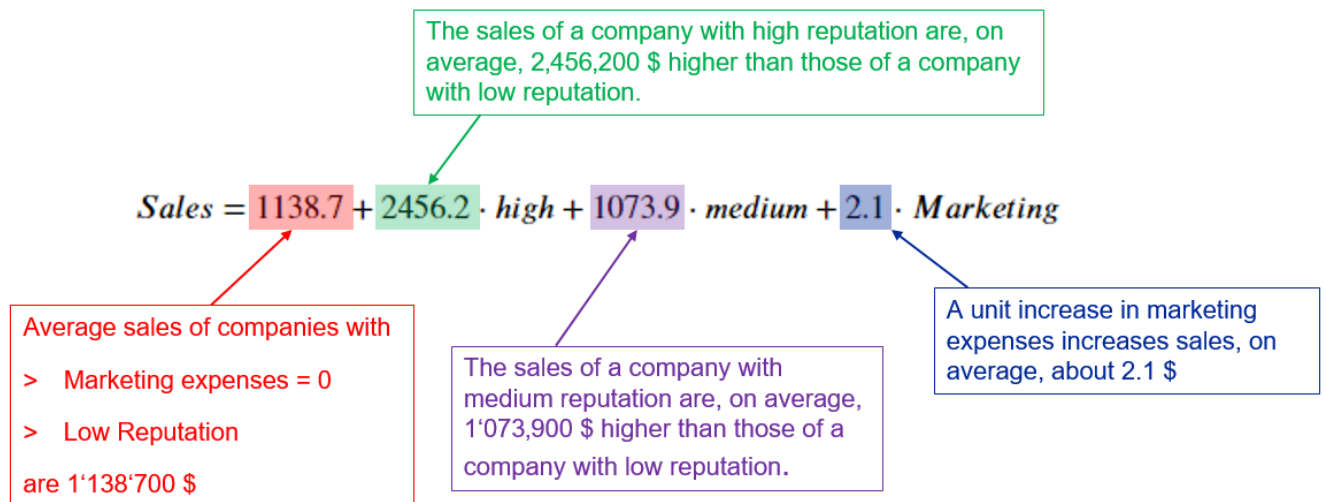 The sales of a company with high reputation are, on
average, 2,456,200 $ higher than those of a company
with low reputation.
Sales = 1138.7 + 2456.2 · high + 1073.9 · medium + 2.1 · Marketing
Average sales of companies with
> Marketing expenses = 0
> Low Reputation
are 1‘138‘700 $
The sales of a company with
medium reputation are, on average,
1‘073,900 $ higher than those of a
company with low reputation.
A unit increase in marketing
expenses increases sales, on
average, about 2.1 $